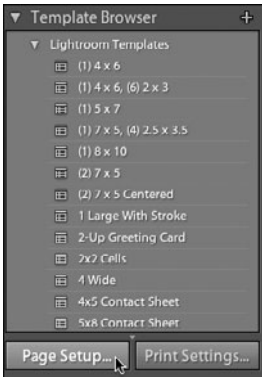 Template Browser +
Lightroom Templates
(1) 4 x 6
(1) 4 x 6, (6) 2 x 3
(1) 5 x 7
(1) 7 x 5, (4) 2.5 x 3.5
(1) 8 x 10
(2) 7 x 5
(2) 7 x 5 Centered
1 Large With Stroke
2-Up Greeting Card
2x2 Cells
4 Wide
4x5 Contact Sheet
5x8 Contact Sheet
Page Setup... Print Settings...